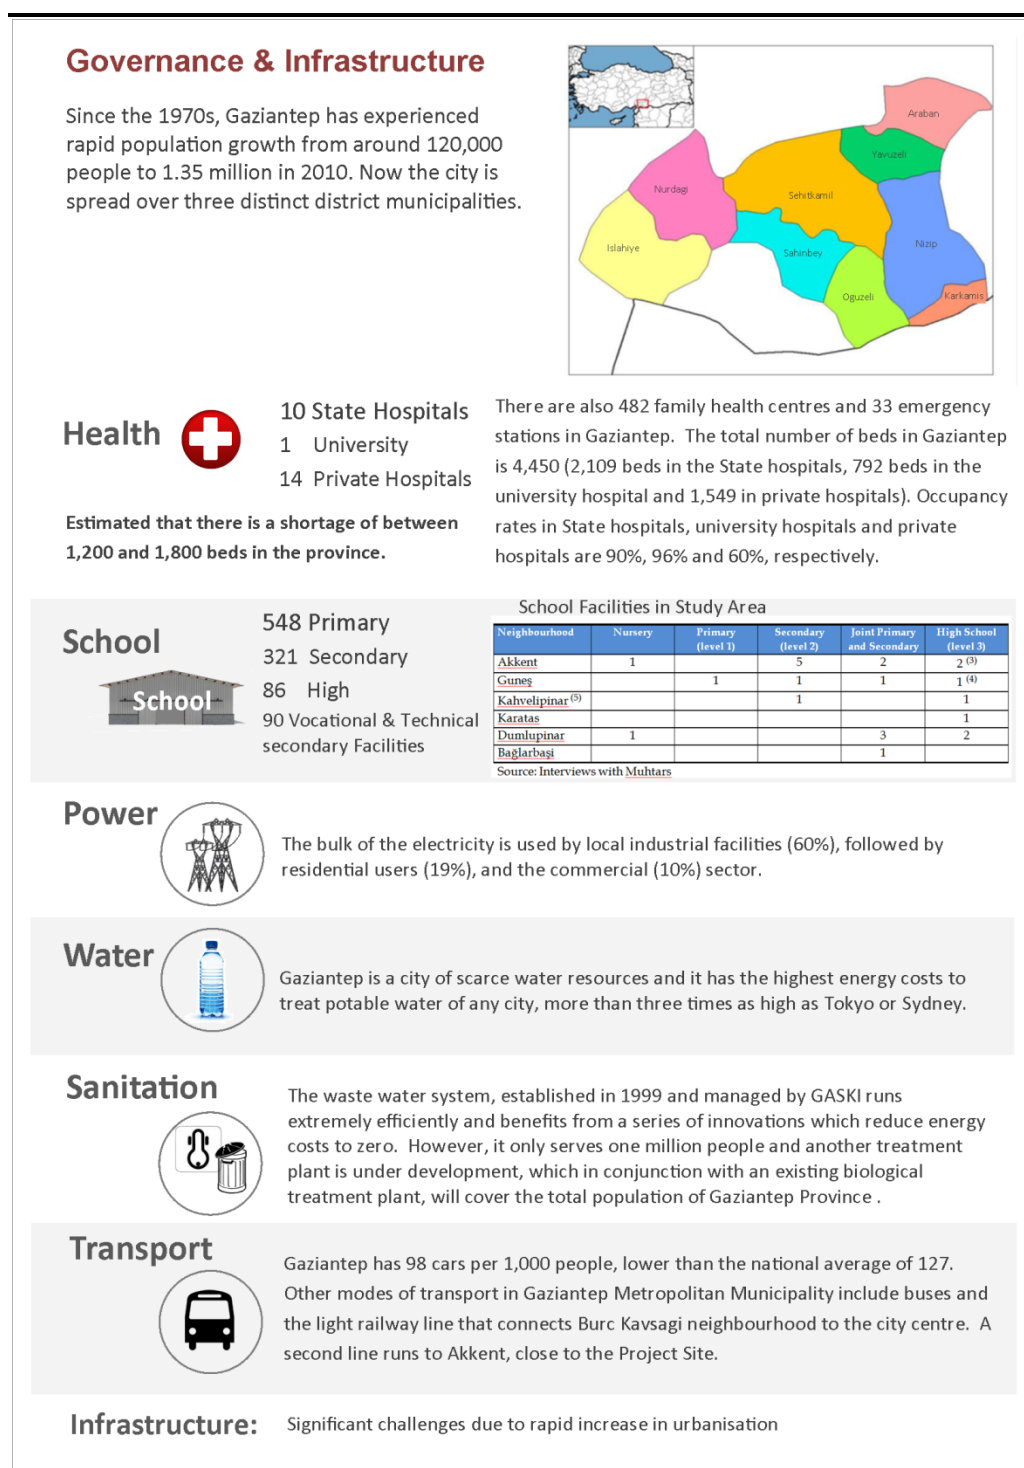 Governance & Infrastructure
Since the 1970s, Gaziantep has experienced
rapid population growth from around 120,000
people to 1.35 million in 2010. Now the city is
spread over three distinct district municipalities.
Araban
Yavuzeli
Nurdagi
Sehitkamil
Islahiye
Sahinbey
Nizip
Oguzeli
Karkamis
Health
10 State Hospitals
1 University
14 Private Hospitals
Estimated that there is a shortage of between
1,200 and 1,800 beds in the province.
There are also 482 family health centres and 33 emergency
stations in Gaziantep. The total number of beds in Gaziantep
is 4,450 (2,109 beds in the State hospitals, 792 beds in the
university hospital and 1,549 in private hospitals). Occupancy
rates in State hospitals, university hospitals and private
hospitals are 90%, 96% and 60%, respectively.
School
School
548 Primary
321 Secondary
86 High
90 Vocational & Technical
secondary Facilities
School Facilities in Study Area
Neighbourhood Nursery Primary (level 1) Secondary (level 2) Joint Primary and Secondary High School (level 3)
Akkent 1 5 2 2 (3)
Guneş 1 1 1 1 (4)
Kahvelipinar (5) 1 1
Karatas 1
Dumlupinar 1 3 2
Bağlarbaşi 1
Source: Interviews with Muhtars
Power
The bulk of the electricity is used by local industrial facilities (60%), followed by
residential users (19%), and the commercial (10%) sector.
Water
Gaziantep is a city of scarce water resources and it has the highest energy costs to
treat potable water of any city, more than three times as high as Tokyo or Sydney.
Sanitation
The waste water system, established in 1999 and managed by GASKI runs
extremely efficiently and benefits from a series of innovations which reduce energy
costs to zero. However, it only serves one million people and another treatment
plant is under development, which in conjunction with an existing biological
treatment plant, will cover the total population of Gaziantep Province .
Transport
Gaziantep has 98 cars per 1,000 people, lower than the national average of 127.
Other modes of transport in Gaziantep Metropolitan Municipality include buses and
the light railway line that connects Burc Kavsagi neighbourhood to the city centre. A
second line runs to Akkent, close to the Project Site.
Infrastructure:
Significant challenges due to rapid increase in urbanisation